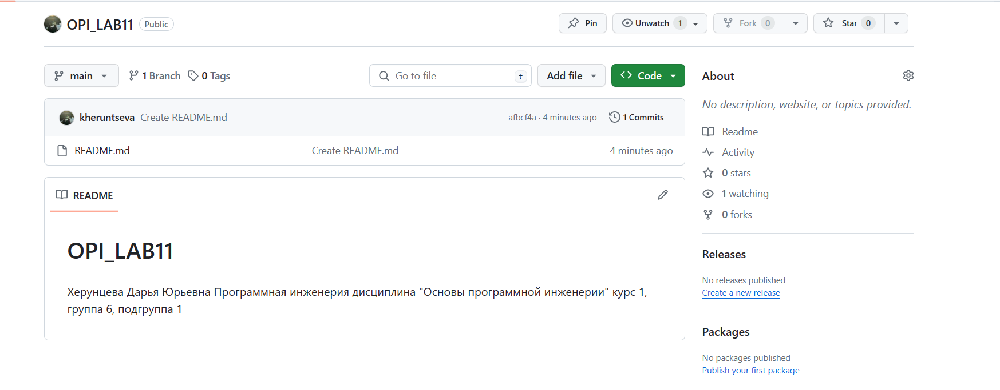 OPI_LAB11 Public Pin Unwatch 1 Fork 0 Star 0
main 1 Branch 0 Tags Go to file t Add file Code
kheruntseva Create README.md afbcf4a · 4 minutes ago 1 Commits
README.md Create README.md 4 minutes ago
README
OPI_LAB11
Херунцева Дарья Юрьевна Программная инженерия дисциплина "Основы программной инженерии" курс 1,
группа 6, подгруппа 1
About
No description, website, or topics provided.
Readme
Activity
0 stars
1 watching
0 forks
Releases
No releases published
Create a new release
Packages
No packages published
Publish your first package